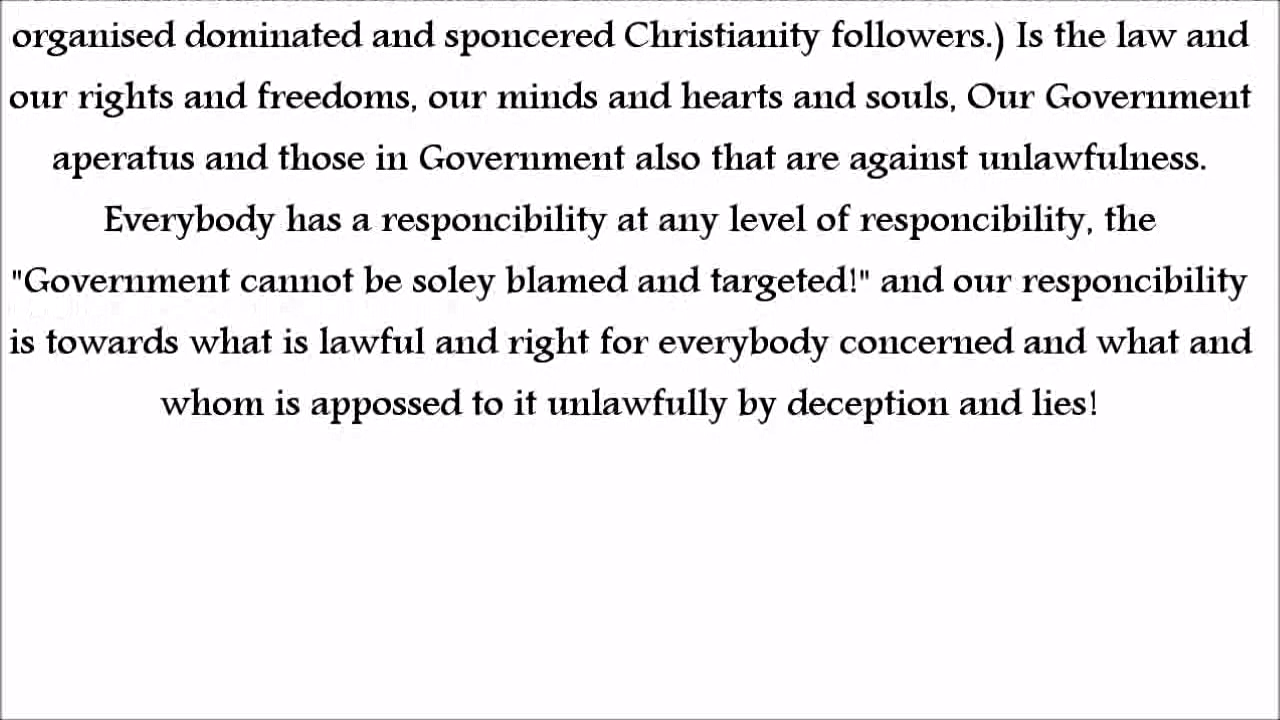 organised dominated and sponcered Christianity followers.) Is the law and
our rights and freedoms, our minds and hearts and souls, Our Government
aperatus and those in Government also that are against unlawfulness.
Everybody has a responcibility at any level of responcibility, the
"Government cannot be soley blamed and targeted!" and our responcibility
is towards what is lawful and right for everybody concerned and what and
whom is appossed to it unlawfully by deception and lies!